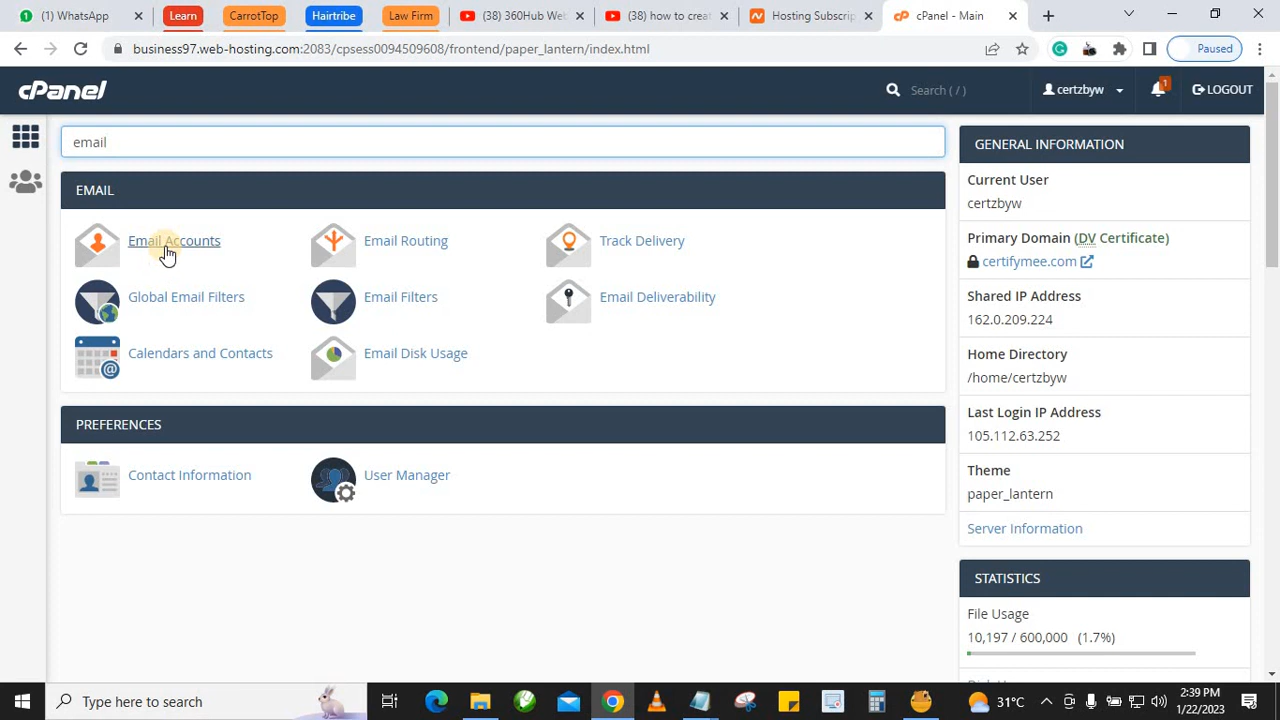 (1) WhatsApp
Learn
CarrotTop
Hairtribe
Law Firm
(38) 360Hub Web
(38) how to creat
Hosting Subscrip
cPanel - Main
business97.web-hosting.com:2083/cpsess0094509608/frontend/paper_lantern/index.html
Paused
cPanel
Search ( / )
certzbyw
1
LOGOUT
email
EMAIL
Email Accounts
Email Routing
Track Delivery
Global Email Filters
Email Filters
Email Deliverability
Calendars and Contacts
Email Disk Usage
PREFERENCES
Contact Information
User Manager
GENERAL INFORMATION
Current User
certzbyw
Primary Domain (DV Certificate)
certifymee.com
Shared IP Address
162.0.209.224
Home Directory
/home/certzbyw
Last Login IP Address
105.112.63.252
Theme
paper_lantern
Server Information
STATISTICS
File Usage
10,197 / 600,000 (1.7%)
Type here to search
31°C
2:39 PM
1/22/2023